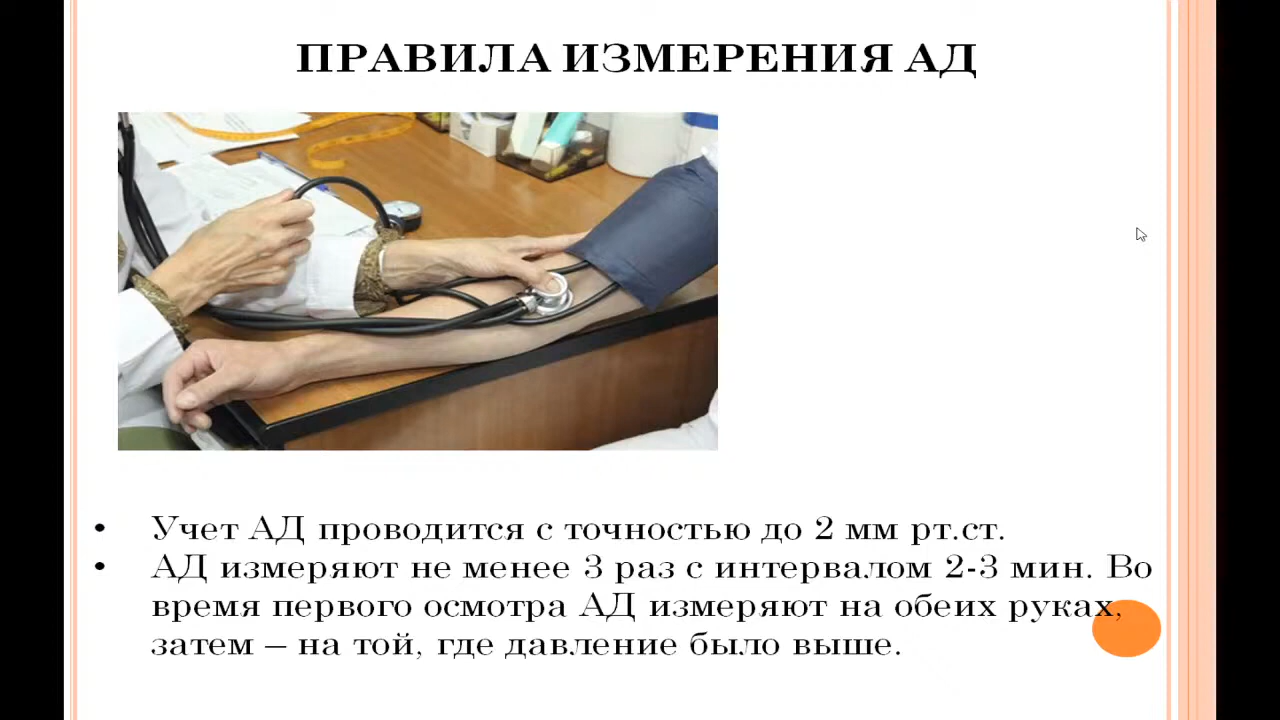 ПРАВИЛА ИЗМЕРЕНИЯ АД
• Учет АД проводится с точностью до 2 мм рт.ст.
• АД измеряют не менее 3 раз с интервалом 2-3 мин. Во
время первого осмотра АД измеряют на обеих руках,
затем – на той, где давление было выше.